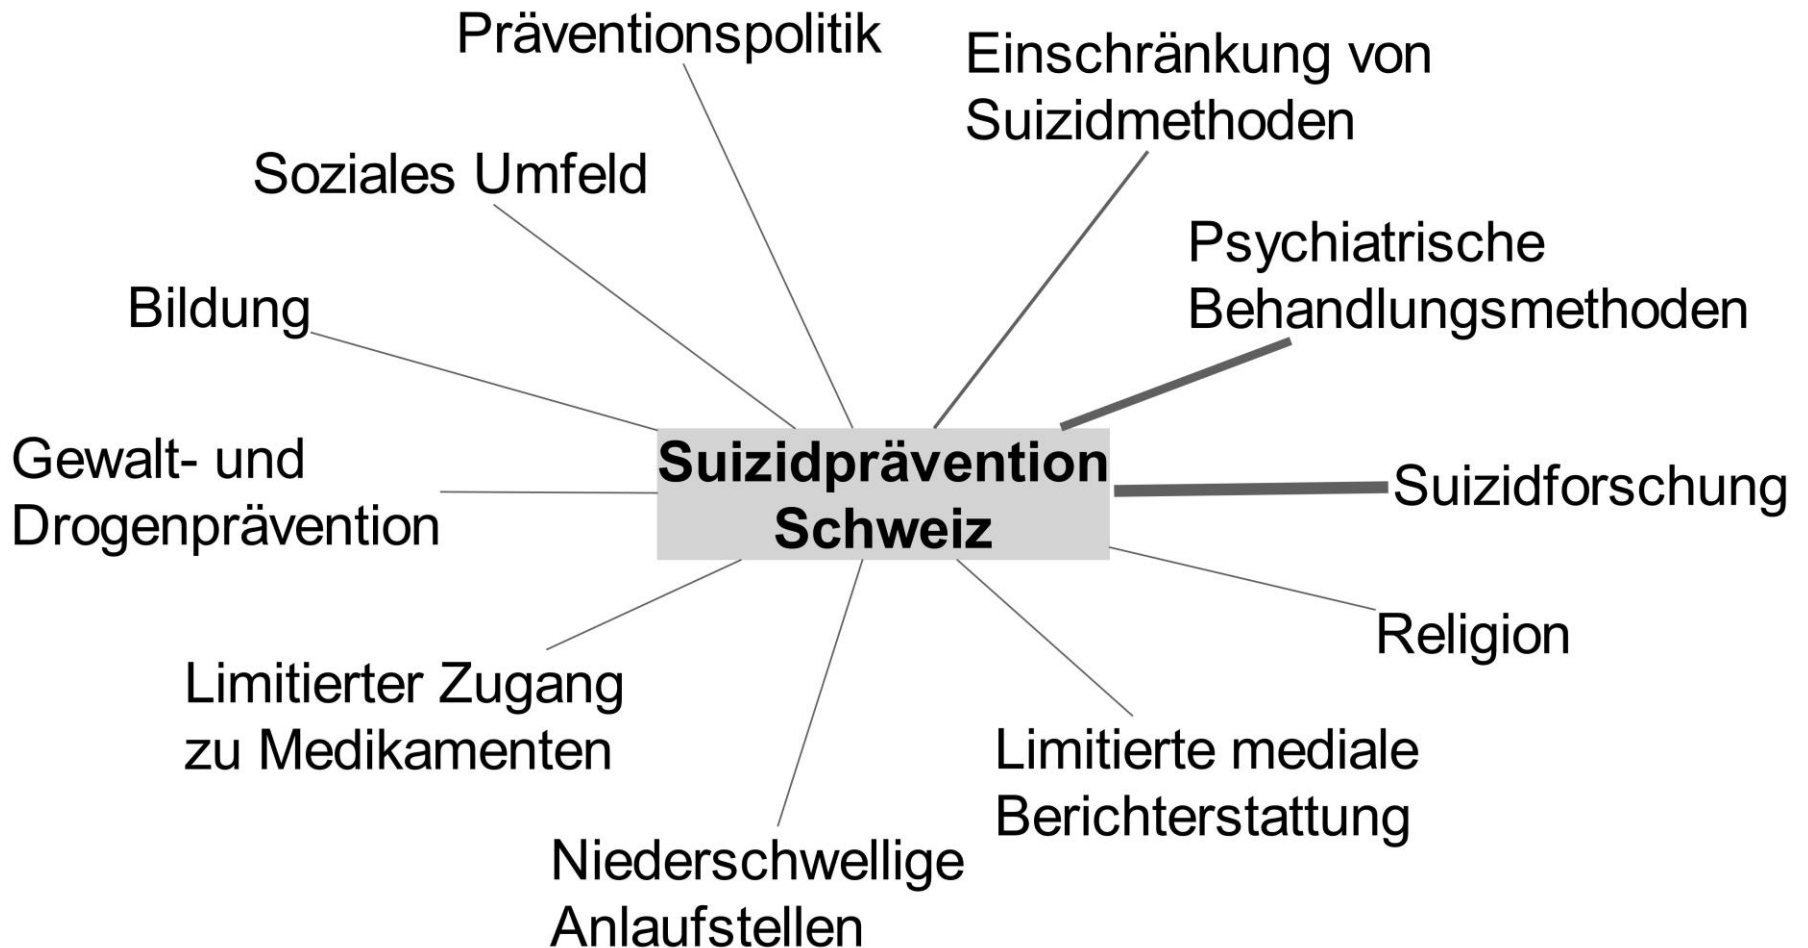 Präventionspolitik
Einschränkung von
Suizidmethoden
Soziales Umfeld
Psychiatrische
Behandlungsmethoden
Bildung
Gewalt- und
Drogenprävention
Suizidprävention
Schweiz
Suizidforschung
Religion
Limitierter Zugang
zu Medikamenten
Limitierte mediale
Berichterstattung
Niederschwellige
Anlaufstellen